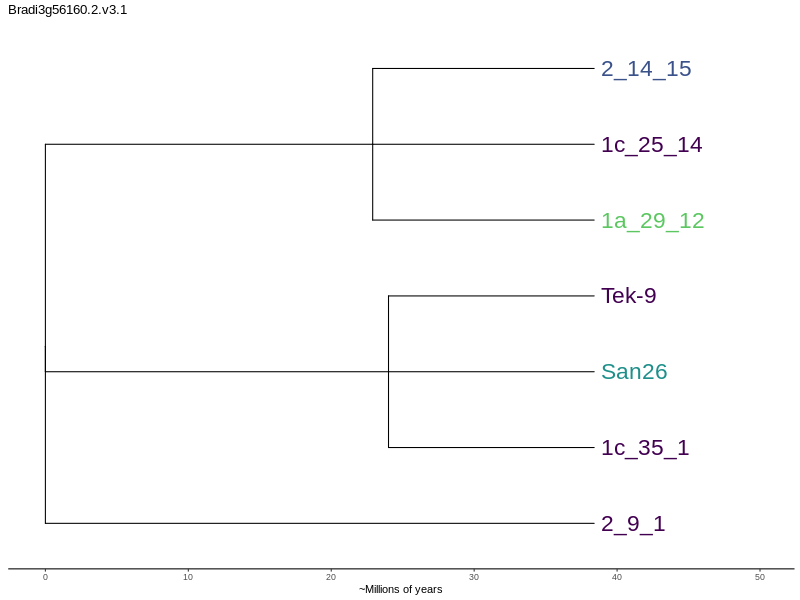 Bradi3g56160.2.v3.1
2_14_15
1c_25_14
1a_29_12
Tek-9
San26
1c_35_1
2_9_1
0 10 20 30 40 50
~Millions of years